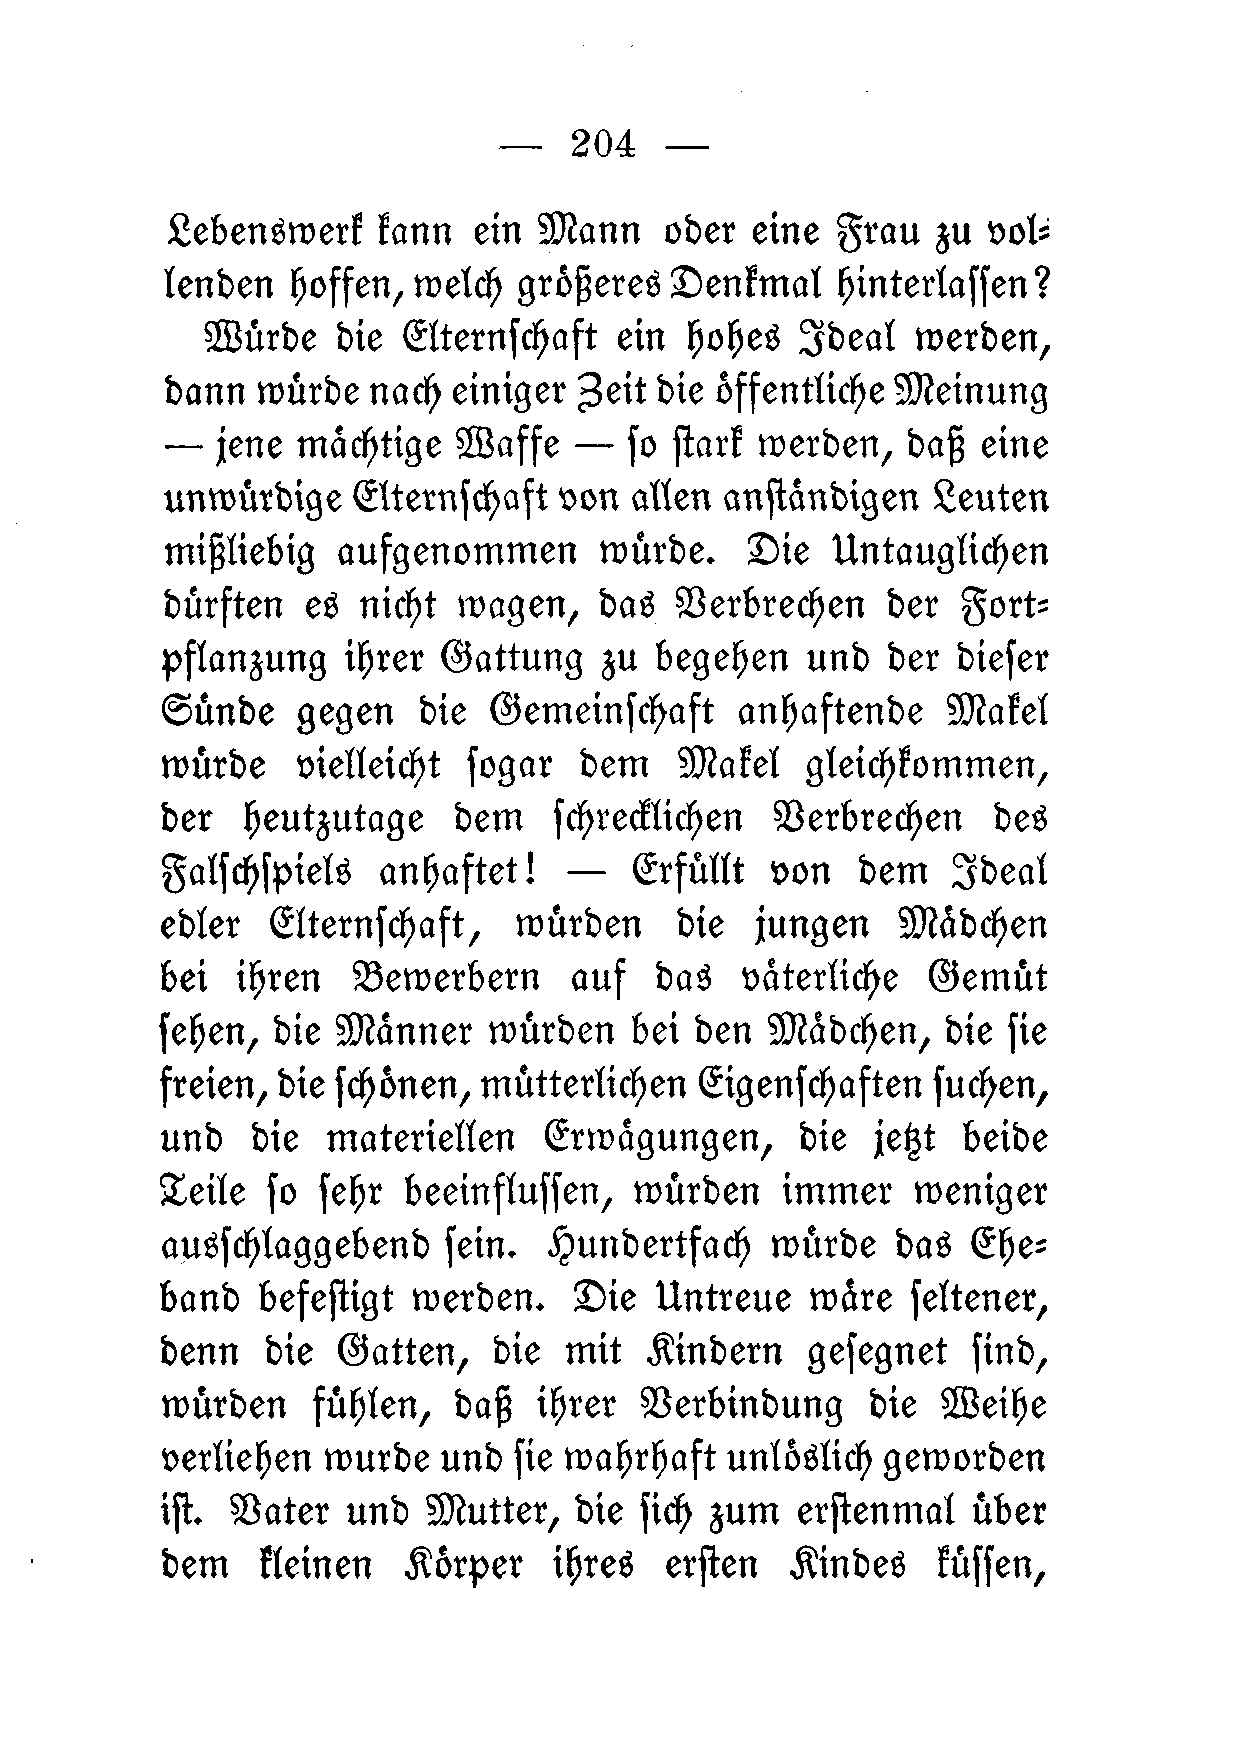 — 204 —
Lebenswerk kann ein Mann oder eine Frau zu vol-
lenden hoffen, welch größeres Denkmal hinterlassen?
Würde die Elternschaft ein hohes Ideal werden,
dann würde nach einiger Zeit die öffentliche Meinung
— jene mächtige Waffe — so stark werden, daß eine
unwürdige Elternschaft von allen anständigen Leuten
mißliebig aufgenommen würde. Die Untauglichen
dürften es nicht wagen, das Verbrechen der Fort-
pflanzung ihrer Gattung zu begehen und der dieser
Sünde gegen die Gemeinschaft anhaftende Makel
würde vielleicht sogar dem Makel gleichkommen,
der heutzutage dem schrecklichen Verbrechen des
Falschspiels anhaftet! — Erfüllt von dem Ideal
edler Elternschaft, würden die jungen Mädchen
bei ihren Bewerbern auf das väterliche Gemüt
sehen, die Männer würden bei den Mädchen, die sie
freien, die schönen, mütterlichen Eigenschaften suchen,
und die materiellen Erwägungen, die jetzt beide
Teile so sehr beeinflussen, würden immer weniger
ausschlaggebend sein. Hundertfach würde das Ehe-
band befestigt werden. Die Untreue wäre seltener,
denn die Gatten, die mit Kindern gesegnet sind,
würden fühlen, daß ihrer Verbindung die Weihe
verliehen wurde und sie wahrhaft unlöslich geworden
ist. Vater und Mutter, die sich zum erstenmal über
dem kleinen Körper ihres ersten Kindes küssen,